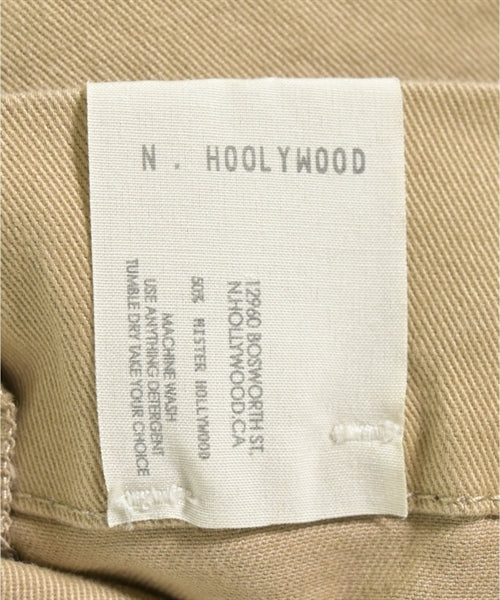 N. HOOLYWOOD
12960 BOSWORTH ST.
N.HOLLYWOOD,CA
50% MISTER HOLLYWOOD
MACHINE WASH
USE ANYTHING DETERGENT
TUMBLE DRY TAKE YOUR CHOICE